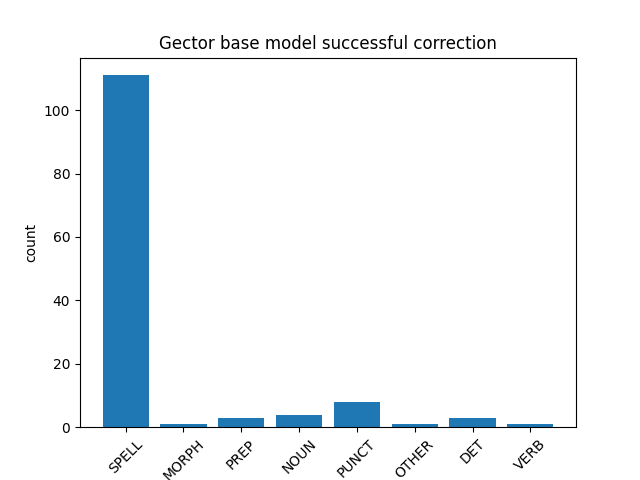 Gector base model successful correction
100
80
60
40
20
0
count
SPELL
MORPH
PREP
NOUN
PUNCT
OTHER
DET
VERB